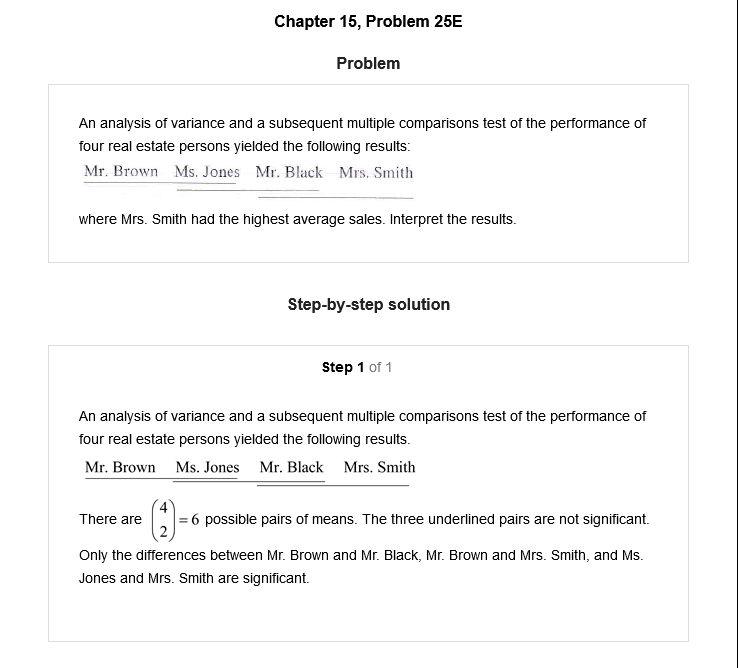 Chapter 15, Problem 25E
Problem
An analysis of variance and a subsequent multiple comparisons test of the performance of
four real estate persons yielded the following results:
Mr. Brown Ms. Jones Mr. Black Mrs. Smith
where Mrs. Smith had the highest average sales. Interpret the results.
Step-by-step solution
Step 1 of 1
An analysis of variance and a subsequent multiple comparisons test of the performance of
four real estate persons yielded the following results.
Mr. Brown Ms. Jones Mr. Black Mrs. Smith
There are (4 2) = 6 possible pairs of means. The three underlined pairs are not significant.
Only the differences between Mr. Brown and Mr. Black, Mr. Brown and Mrs. Smith, and Ms.
Jones and Mrs. Smith are significant.